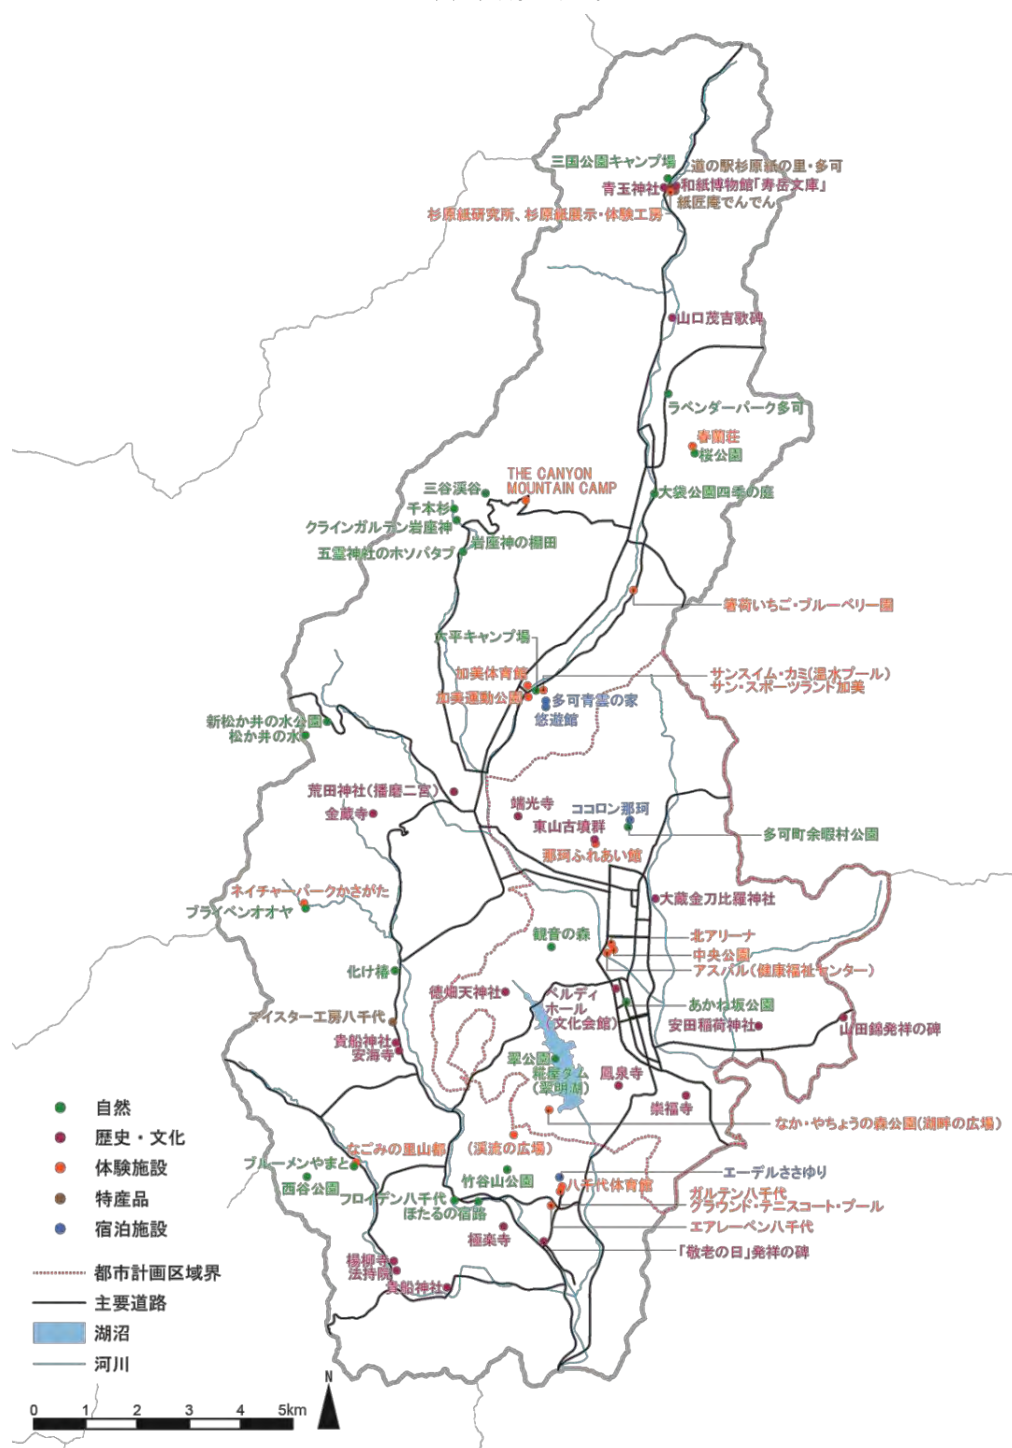 三国公園キャンプ場
道の駅杉原紙の里・多可
青玉神社
和紙博物館「寿岳文庫」
紙匠庵でんでん
杉原紙研究所、杉原紙展示・体験工房
山口茂吉歌碑
ラベンダーパーク多可
春蘭荘
桜公園
THE CANYON
MOUNTAIN CAMP
三谷渓谷
大袋公園四季の庭
千本杉
クラインガルテン岩座神
岩座神の棚田
五霊神社のホソバタブ
箸荷いちご・ブルーベリー園
大平キャンプ場
加美体育館
サンスイム・カミ(温水プール)
サン・スポーツランド加美
加美運動公園
多可青雲の家
悠遊館
新松か井の水公園
松か井の水
荒田神社(播磨二宮)
金蔵寺
端光寺
ココロン那珂
東山古墳群
多可町余暇村公園
那珂ふれあい館
ネイチャーパークかさがた
ブライベンオオヤ
大蔵金刀比羅神社
観音の森
北アリーナ
中央公園
アスパル(健康福祉センター)
化け椿
徳畑天神社
ベルディ
ホール
(文化会館)
あかね坂公園
マイスター工房八千代
安田稲荷神社
山田錦発祥の碑
貴船神社
安海寺
翠公園
糀屋ダム
(翠明湖)
鳳泉寺
崇福寺
なか・やちょうの森公園(湖畔の広場)
(渓流の広場)
なごみの里山都
ブルーメンやまと
西谷公園
竹谷山公園
エーデルささゆり
八千代体育館
フロイデン八千代
ほたるの宿路
ガルテン八千代
グラウンド・テニスコート・プール
エアレーベン八千代
極楽寺
「敬老の日」発祥の碑
楊柳寺
法持院
貴船神社
自然
歴史・文化
体験施設
特産品
宿泊施設
都市計画区域界
主要道路
湖沼
河川
N
0 1 2 3 4 5km